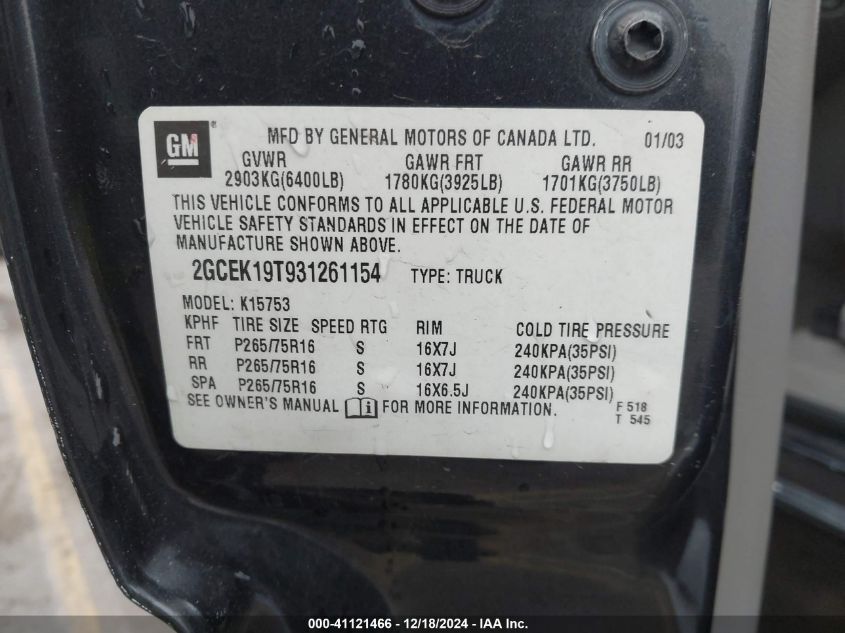 GM ® MFD BY GENERAL MOTORS OF CANADA LTD. 01/03
GVWR GAWR FRT GAWR RR
2903KG(6400LB) 1780KG(3925LB) 1701KG(3750LB)
THIS VEHICLE CONFORMS TO ALL APPLICABLE U.S. FEDERAL MOTOR
VEHICLE SAFETY STANDARDS IN EFFECT ON THE DATE OF
MANUFACTURE SHOWN ABOVE.
2GCEK19T931261154 TYPE: TRUCK
MODEL: K15753
KPHF TIRE SIZE SPEED RTG RIM COLD TIRE PRESSURE
FRT P265/75R16 S 16X7J 240KPA(35PSI)
RR P265/75R16 S 16X7J 240KPA(35PSI)
SPA P265/75R16 S 16X6.5J 240KPA(35PSI)
SEE OWNER'S MANUAL i FOR MORE INFORMATION. F 518
T 545
000-41121466 - 12/18/2024 - IAA Inc.